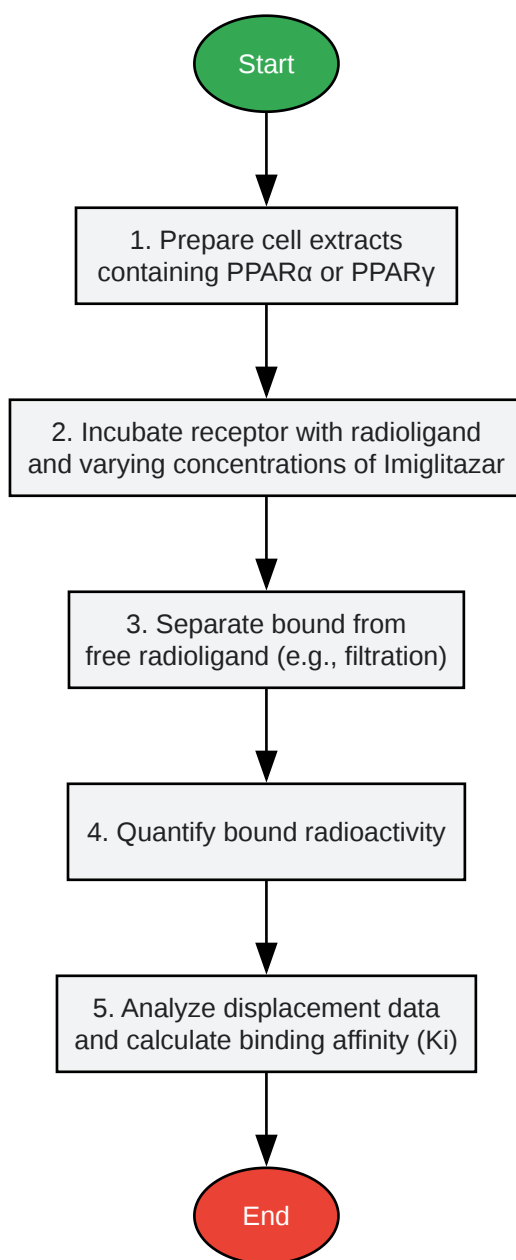 Start
1. Prepare cell extracts
containing PPARα or PPARγ
2. Incubate receptor with radioligand
and varying concentrations of Imiglitazar
3. Separate bound from
free radioligand (e.g., filtration)
4. Quantify bound radioactivity
5. Analyze displacement data
and calculate binding affinity (Ki)
End